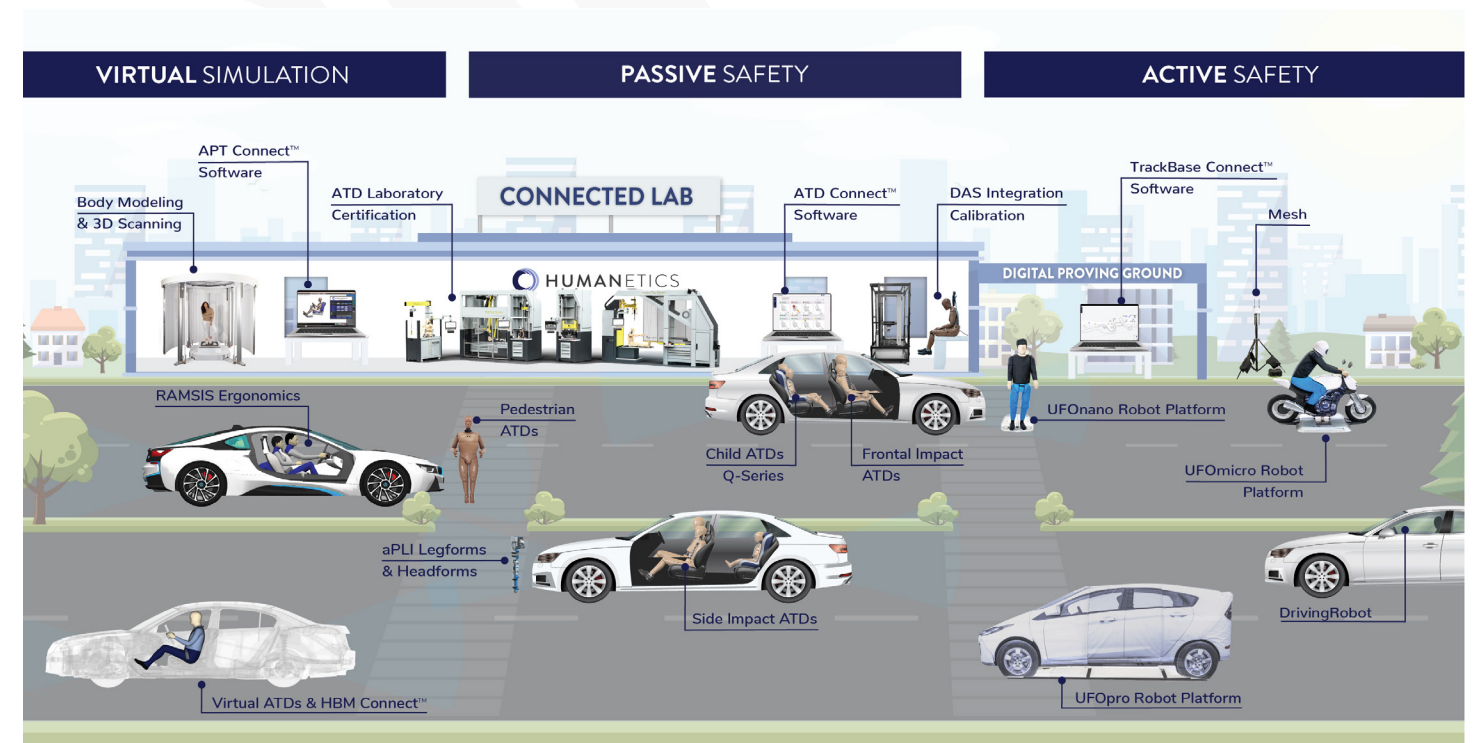 VIRTUAL SIMULATION
PASSIVE SAFETY
ACTIVE SAFETY
APT Connect™
Software
Body Modeling
& 3D Scanning
ATD Laboratory
Certification
CONNECTED LAB
ATD Connect™
Software
DAS Integration
Calibration
TrackBase Connect™
Software
Mesh
HUMANETICS
DIGITAL PROVING GROUND
RAMSIS Ergonomics
Pedestrian
ATDs
Child ATDs
Q-Series
Frontal Impact
ATDs
UFOnano Robot Platform
UFOmicro Robot
Platform
aPLI Legforms
& Headforms
Side Impact ATDs
DrivingRobot
Virtual ATDs & HBM Connect™
UFOpro Robot Platform